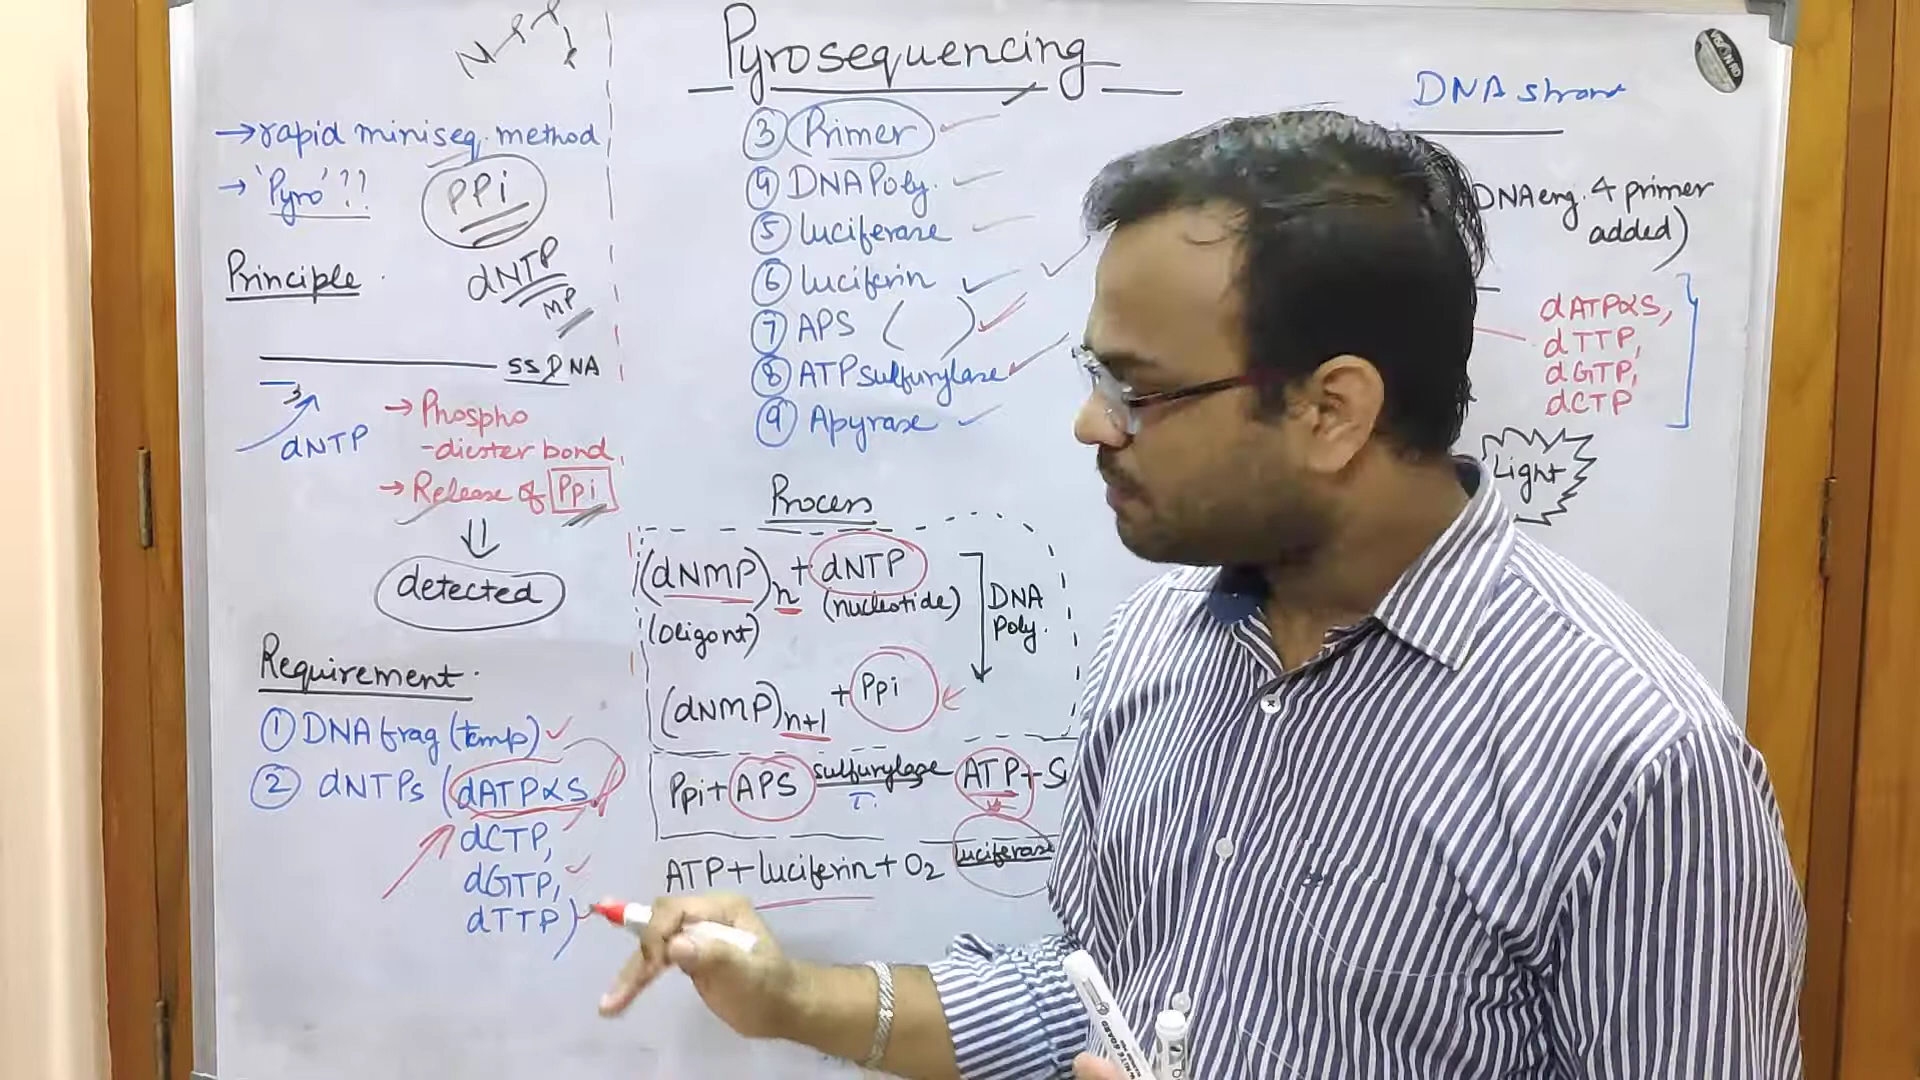 Pyrosequencing
N P P P
→ rapid miniseq. method
→ 'Pyro'?? PPi
dNTP
MP
Principle
ssDNA
3'
dNTP
→ Phospho
-diester bond,
→ Release of Ppi
detected
Requirement
① DNA frag (temp)
② dNTPs (dATPαS,
dCTP,
dGTP,
dTTP)
③ Primer
④ DNA Poly.
⑤ luciferase
⑥ luciferin
⑦ APS ( )
⑧ ATP sulfurylase
⑨ Apyrase
Process
(dNMP)n + dNTP
(oligont) (nucleotide)
DNA
Poly.
(dNMP)n+1 + Ppi
Ppi + APS sulfurylase ATP + S
ATP + luciferin + O2 luciferase
DNA
DNA eng. & primer
added)
dATPαS,
dTTP,
dGTP,
dCTP
Light